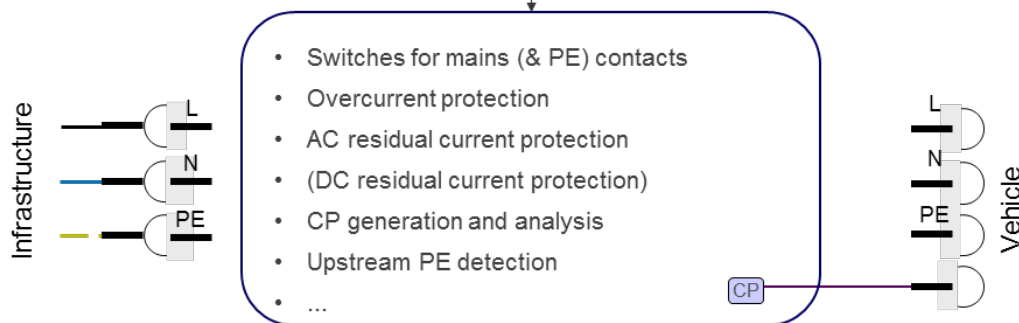 Infrastructure
L
N
PE
• Switches for mains (& PE) contacts
• Overcurrent protection
• AC residual current protection
• (DC residual current protection)
• CP generation and analysis
• Upstream PE detection
• ...
CP
L
N
PE
Vehicle